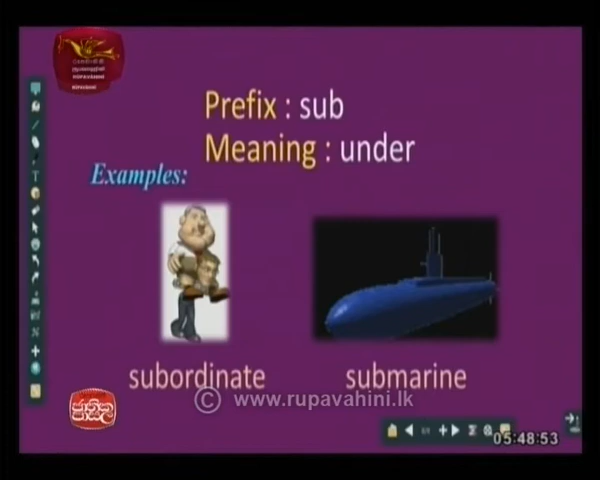 Prefix : sub
Meaning : under
Examples:
subordinate
submarine
© www.rupavahini.lk
05:48:53